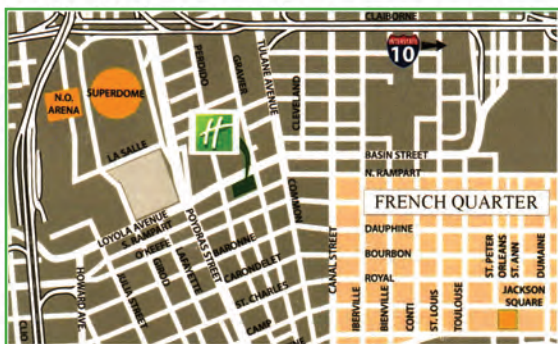 CLAIBORNE
INTERSTATE
10
PERDIDO
GRAVIER
TULANE AVENUE
CLEVELAND
N.O.
ARENA
SUPERDOME
H
LA SALLE
BASIN STREET
N. RAMPART
FRENCH QUARTER
LOYOLA AVENUE
S. RAMPART
O'KEEFE
POYDRAS STREET
COMMON
CANAL STREET
DAUPHINE
BOURBON
ROYAL
ST. PETER
ORLEANS
ST. ANN
DUMAINE
BARONNE
CARONDELET
ST. CHARLES
CAMP
HOWARD AVE
JULIA STREET
GIROD
LAFAYETTE
IBERVILLE
BIENVILLE
CONTI
ST. LOUIS
TOULOUSE
JACKSON
SQUARE
CLIO